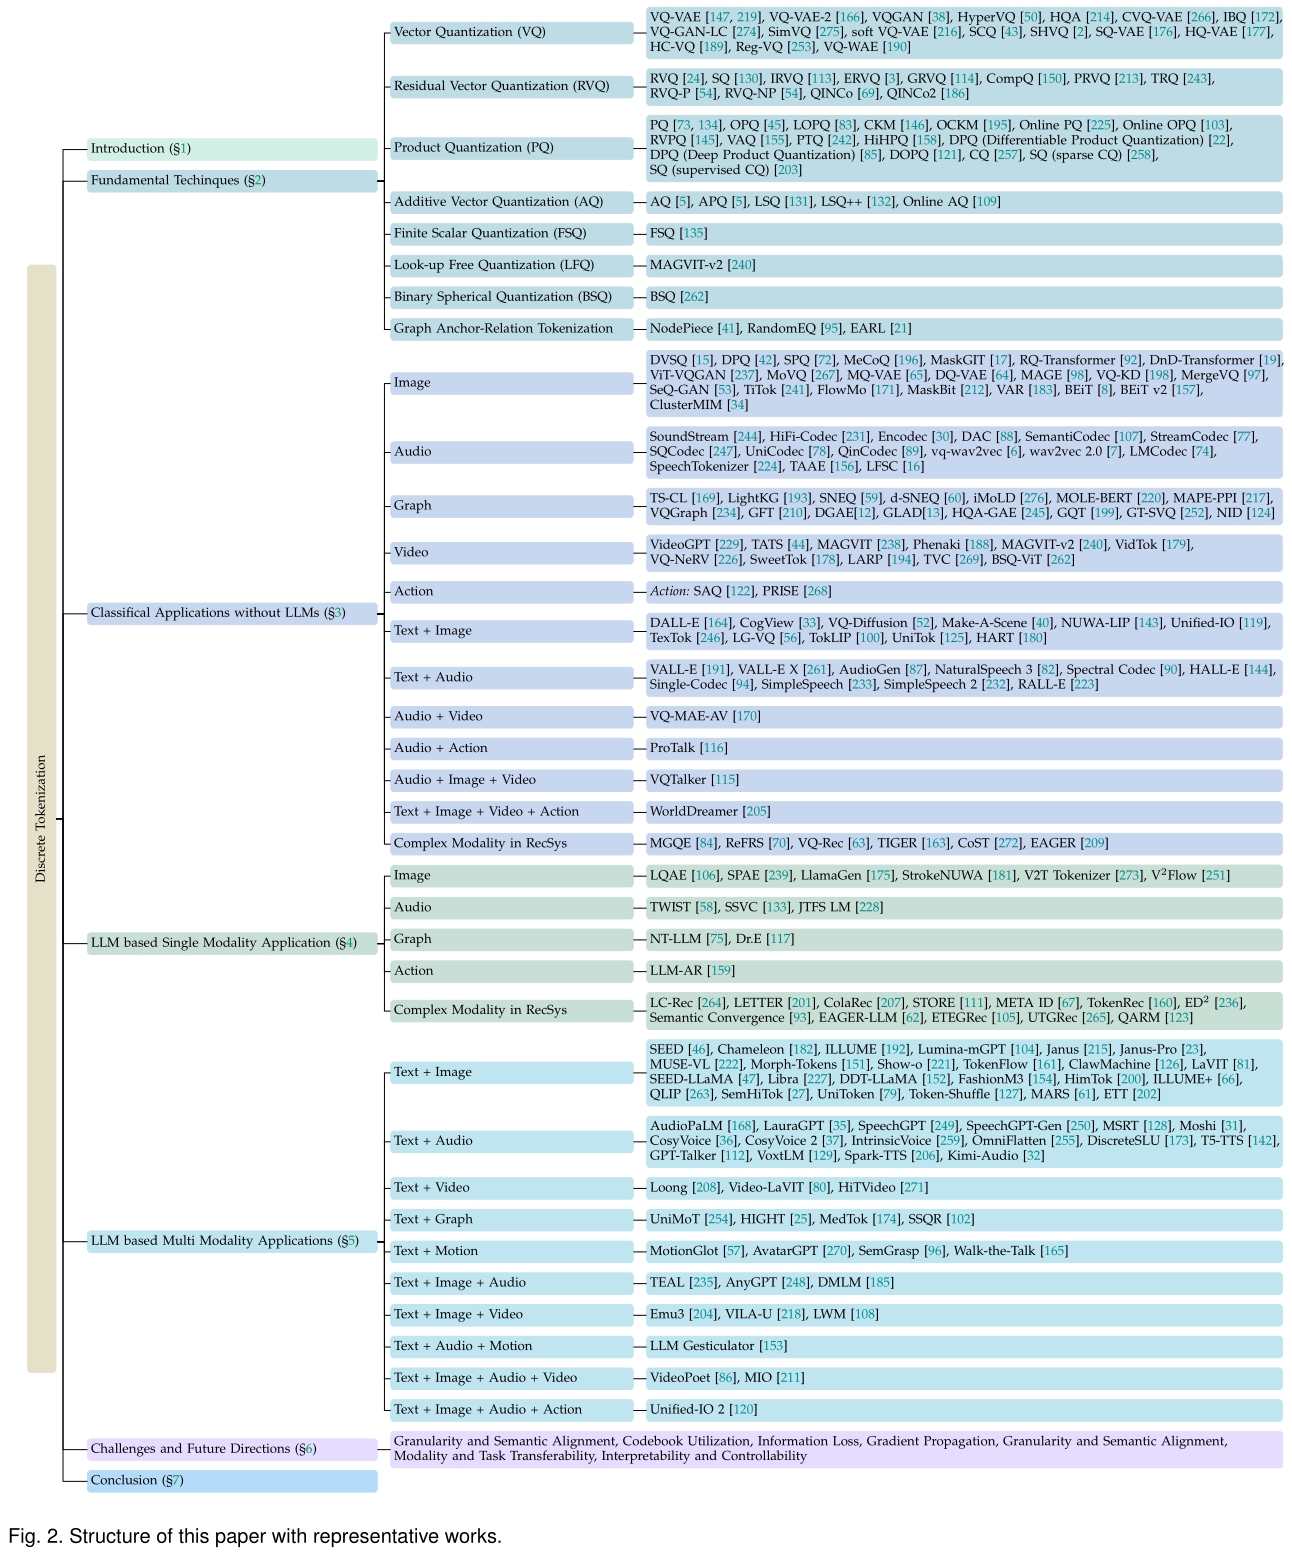 Discrete Tokenization
Introduction (§1)
Fundamental Techinques (§2)
Vector Quantization (VQ)
VQ-VAE [147, 219], VQ-VAE-2 [166], VQGAN [38], HyperVQ [50], HQA [214], CVQ-VAE [266], IBQ [172],
VQ-GAN-LC [274], SimVQ [275], soft VQ-VAE [216], SCQ [43], SHVQ [2], SQ-VAE [176], HQ-VAE [177],
HC-VQ [189], Reg-VQ [253], VQ-WAE [190]
Residual Vector Quantization (RVQ)
RVQ [24], SQ [130], IRVQ [113], ERVQ [3], GRVQ [114], CompQ [150], PRVQ [213], TRQ [243],
RVQ-P [54], RVQ-NP [54], QINCo [69], QINCo2 [186]
Product Quantization (PQ)
PQ [73, 134], OPQ [45], LOPQ [83], CKM [146], OCKM [195], Online PQ [225], Online OPQ [103],
RVPQ [145], VAQ [155], PTQ [242], HiHPQ [158], DPQ (Differentiable Product Quantization) [22],
DPQ (Deep Product Quantization) [85], DOPQ [121], CQ [257], SQ (sparse CQ) [258],
SQ (supervised CQ) [203]
Additive Vector Quantization (AQ)
AQ [5], APQ [5], LSQ [131], LSQ++ [132], Online AQ [109]
Finite Scalar Quantization (FSQ)
FSQ [135]
Look-up Free Quantization (LFQ)
MAGVIT-v2 [240]
Binary Spherical Quantization (BSQ)
BSQ [262]
Graph Anchor-Relation Tokenization
NodePiece [41], RandomEQ [95], EARL [21]
Classifical Applications without LLMs (§3)
Image
DVSQ [15], DPQ [42], SPQ [72], MeCoQ [196], MaskGIT [17], RQ-Transformer [92], DnD-Transformer [19],
ViT-VQGAN [237], MoVQ [267], MQ-VAE [65], DQ-VAE [64], MAGE [98], VQ-KD [198], MergeVQ [97],
SeQ-GAN [53], TiTok [241], FlowMo [171], MaskBit [212], VAR [183], BEiT [8], BEiT v2 [157],
ClusterMIM [34]
Audio
SoundStream [244], HiFi-Codec [231], Encodec [30], DAC [88], SemantiCodec [107], StreamCodec [77],
SQCodec [247], UniCodec [78], QinCodec [89], vq-wav2vec [6], wav2vec 2.0 [7], LMCodec [74],
SpeechTokenizer [224], TAAE [156], LFSC [16]
Graph
TS-CL [169], LightKG [193], SNEQ [59], d-SNEQ [60], iMoLD [276], MOLE-BERT [220], MAPE-PPI [217],
VQGraph [234], GFT [210], DGAE[12], GLAD[13], HQA-GAE [245], GQT [199], GT-SVQ [252], NID [124]
Video
VideoGPT [229], TATS [44], MAGVIT [238], Phenaki [188], MAGVIT-v2 [240], VidTok [179],
VQ-NeRV [226], SweetTok [178], LARP [194], TVC [269], BSQ-ViT [262]
Action
Action: SAQ [122], PRISE [268]
Text + Image
DALL-E [164], CogView [33], VQ-Diffusion [52], Make-A-Scene [40], NUWA-LIP [143], Unified-IO [119],
TexTok [246], LG-VQ [56], TokLIP [100], UniTok [125], HART [180]
Text + Audio
VALL-E [191], VALL-E X [261], AudioGen [87], NaturalSpeech 3 [82], Spectral Codec [90], HALL-E [144],
Single-Codec [94], SimpleSpeech [233], SimpleSpeech 2 [232], RALL-E [223]
Audio + Video
VQ-MAE-AV [170]
Audio + Action
ProTalk [116]
Audio + Image + Video
VQTalker [115]
Text + Image + Video + Action
WorldDreamer [205]
Complex Modality in RecSys
MGQE [84], ReFRS [70], VQ-Rec [63], TIGER [163], CoST [272], EAGER [209]
LLM based Single Modality Application (§4)
Image
LQAE [106], SPAE [239], LlamaGen [175], StrokeNUWA [181], V2T Tokenizer [273], V²Flow [251]
Audio
TWIST [58], SSVC [133], JTFS LM [228]
Graph
NT-LLM [75], Dr.E [117]
Action
LLM-AR [159]
Complex Modality in RecSys
LC-Rec [264], LETTER [201], ColaRec [207], STORE [111], META ID [67], TokenRec [160], ED² [236],
Semantic Convergence [93], EAGER-LLM [62], ETEGRec [105], UTGRec [265], QARM [123]
LLM based Multi Modality Applications (§5)
Text + Image
SEED [46], Chameleon [182], ILLUME [192], Lumina-mGPT [104], Janus [215], Janus-Pro [23],
MUSE-VL [222], Morph-Tokens [151], Show-o [221], TokenFlow [161], ClawMachine [126], LaVIT [81],
SEED-LLaMA [47], Libra [227], DDT-LLaMA [152], FashionM3 [154], HimTok [200], ILLUME+ [66],
QLIP [263], SemHiTok [27], UniToken [79], Token-Shuffle [127], MARS [61], ETT [202]
Text + Audio
AudioPaLM [168], LauraGPT [35], SpeechGPT [249], SpeechGPT-Gen [250], MSRT [128], Moshi [31],
CosyVoice [36], CosyVoice 2 [37], IntrinsicVoice [259], OmniFlatten [255], DiscreteSLU [173], T5-TTS [142],
GPT-Talker [112], VoxtLM [129], Spark-TTS [206], Kimi-Audio [32]
Text + Video
Loong [208], Video-LaVIT [80], HiTVideo [271]
Text + Graph
UniMoT [254], HIGHT [25], MedTok [174], SSQR [102]
Text + Motion
MotionGlot [57], AvatarGPT [270], SemGrasp [96], Walk-the-Talk [165]
Text + Image + Audio
TEAL [235], AnyGPT [248], DMLM [185]
Text + Image + Video
Emu3 [204], VILA-U [218], LWM [108]
Text + Audio + Motion
LLM Gesticulator [153]
Text + Image + Audio + Video
VideoPoet [86], MIO [211]
Text + Image + Audio + Action
Unified-IO 2 [120]
Challenges and Future Directions (§6)
Granularity and Semantic Alignment, Codebook Utilization, Information Loss, Gradient Propagation, Granularity and Semantic Alignment,
Modality and Task Transferability, Interpretability and Controllability
Conclusion (§7)
Fig. 2. Structure of this paper with representative works.